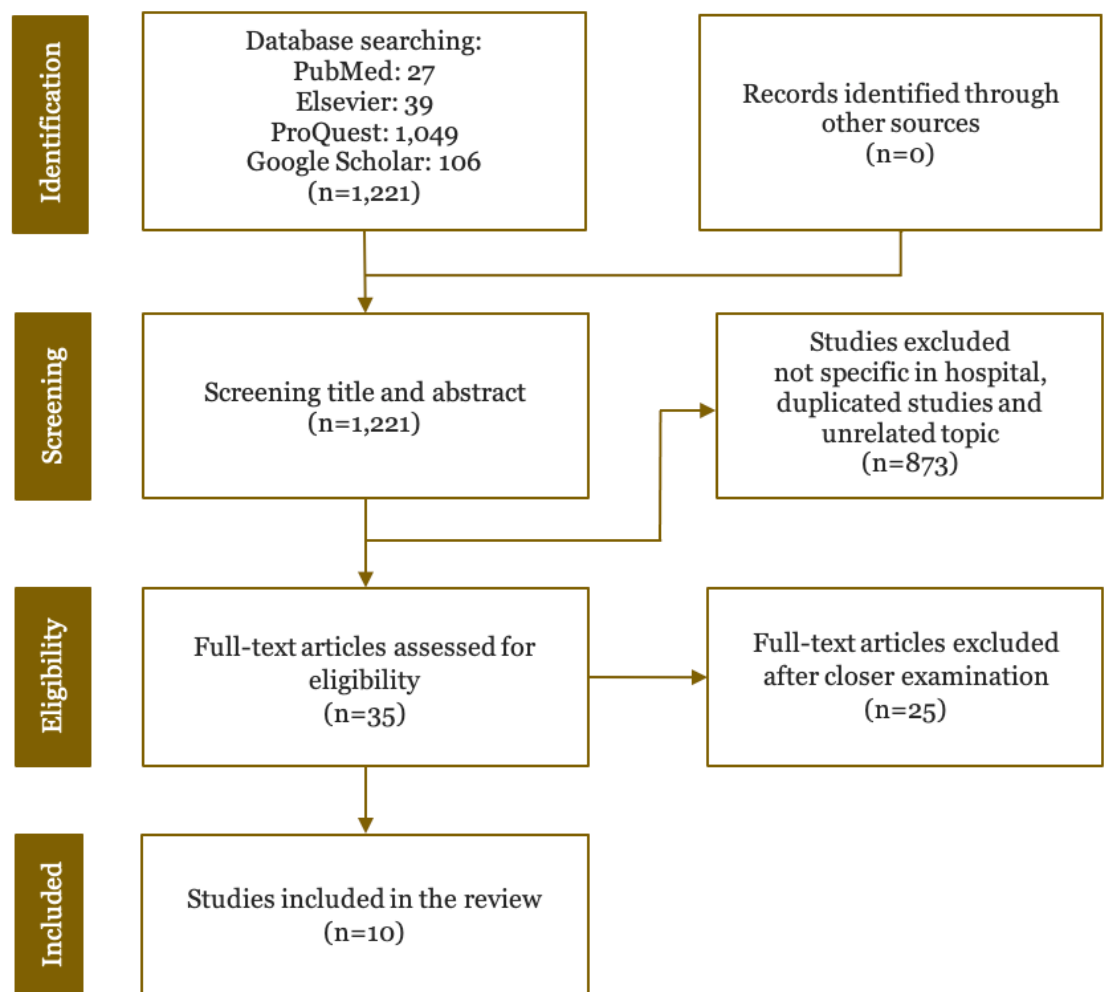 Identification
Database searching:
PubMed: 27
Elsevier: 39
ProQuest: 1,049
Google Scholar: 106
(n=1,221)
Records identified through
other sources
(n=0)
Screening
Screening title and abstract
(n=1,221)
Studies excluded
not specific in hospital,
duplicated studies and
unrelated topic
(n=873)
Eligibility
Full-text articles assessed for
eligibility
(n=35)
Full-text articles excluded
after closer examination
(n=25)
Included
Studies included in the review
(n=10)